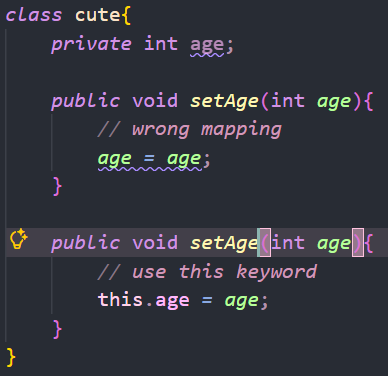 class cute{
    private int age;

    public void setAge(int age){
        // wrong mapping
        age = age;
    }

    public void setAge(int age){
        // use this keyword
        this.age = age;
    }
}